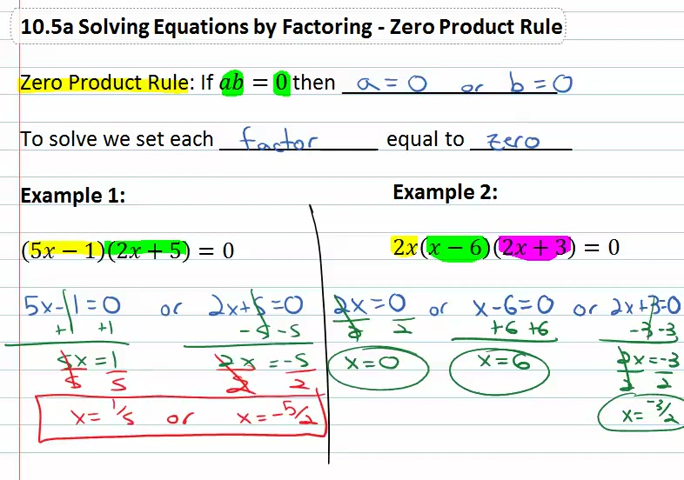 10.5a Solving Equations by Factoring - Zero Product Rule
Zero Product Rule: If ab = 0 then a = 0 or b = 0
To solve we set each factor equal to zero
Example 1:
(5x − 1)(2x + 5) = 0
5x - 1 = 0 or 2x + 5 = 0
+1 +1 -5 -5
5x = 1 2x = -5
5 5 2 2
x = 1/5 or x = -5/2
Example 2:
2x(x − 6)(2x + 3) = 0
2x = 0 or x - 6 = 0 or 2x + 3 = 0
2 2 +6 +6 -3 -3
x = 0 x = 6 2x = -3
2 2
x = -3/2